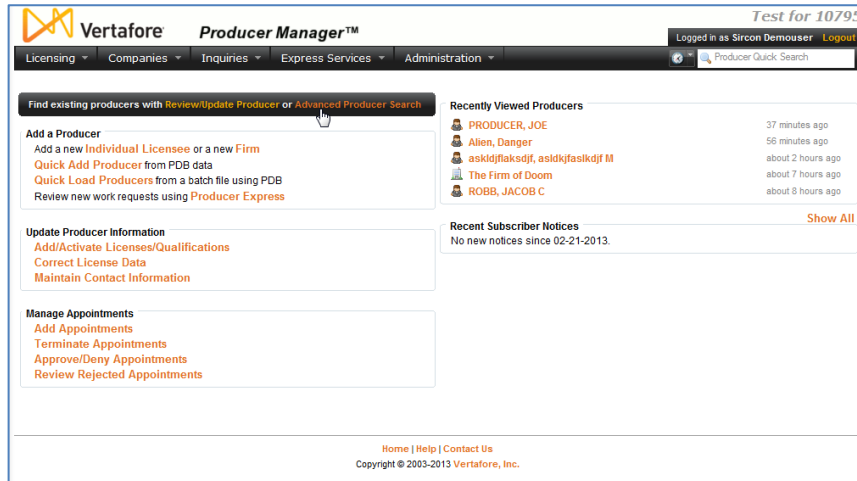 Test for 10795
Vertafore Producer Manager™
Logged in as Sircon Demouser Logout
Licensing Companies Inquiries Express Services Administration
Producer Quick Search
Find existing producers with Review/Update Producer or Advanced Producer Search
Add a Producer
Add a new Individual Licensee or a new Firm
Quick Add Producer from PDB data
Quick Load Producers from a batch file using PDB
Review new work requests using Producer Express
Update Producer Information
Add/Activate Licenses/Qualifications
Correct License Data
Maintain Contact Information
Manage Appointments
Add Appointments
Terminate Appointments
Approve/Deny Appointments
Review Rejected Appointments
Recently Viewed Producers
PRODUCER, JOE 37 minutes ago
Alien, Danger 56 minutes ago
askldjflaksdjf, asldkjfaslkdjf M about 2 hours ago
The Firm of Doom about 7 hours ago
ROBB, JACOB C about 8 hours ago
Show All
Recent Subscriber Notices
No new notices since 02-21-2013.
Home | Help | Contact Us
Copyright © 2003-2013 Vertafore, Inc.